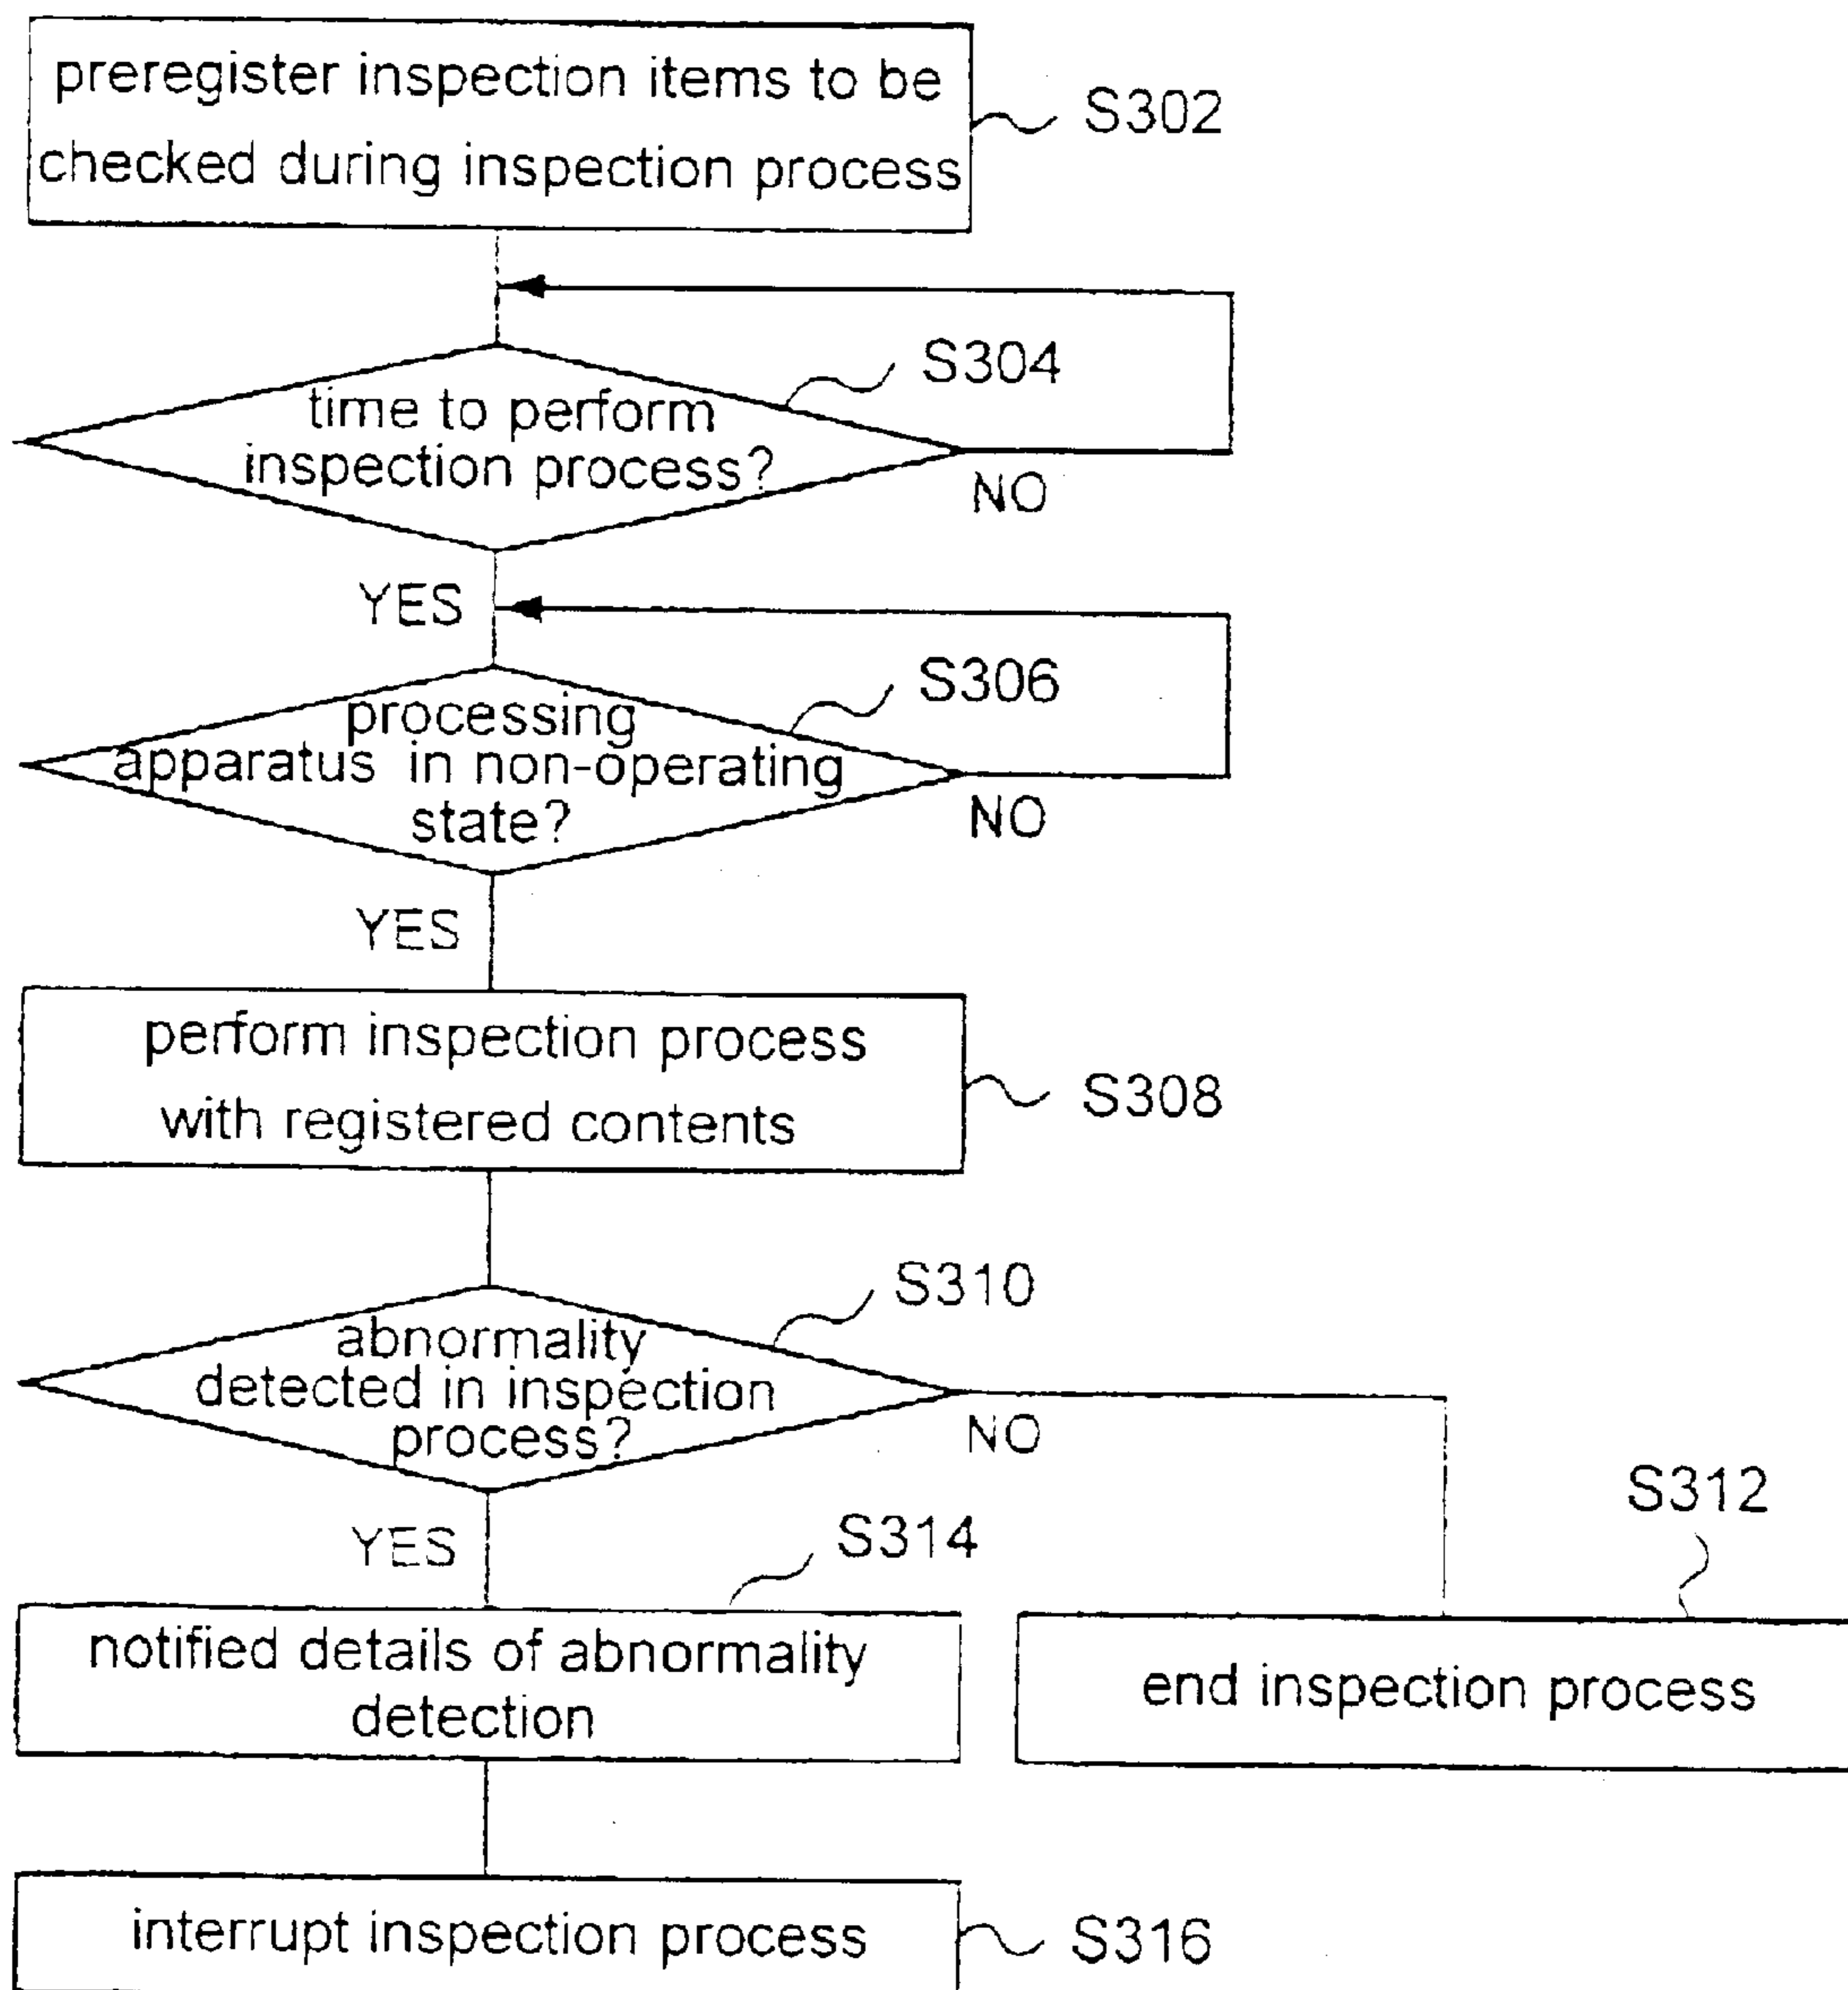 preregister inspection items to be
checked during inspection process
S302
S304
time to perform
inspection process?
NO
YES
S306
processing
apparatus in non-operating
state?
NO
YES
perform inspection process
with registered contents
S308
S310
abnormality
detected in inspection
process?
NO
S312
YES
S314
notified details of abnormality
detection
end inspection process
interrupt inspection process
S316